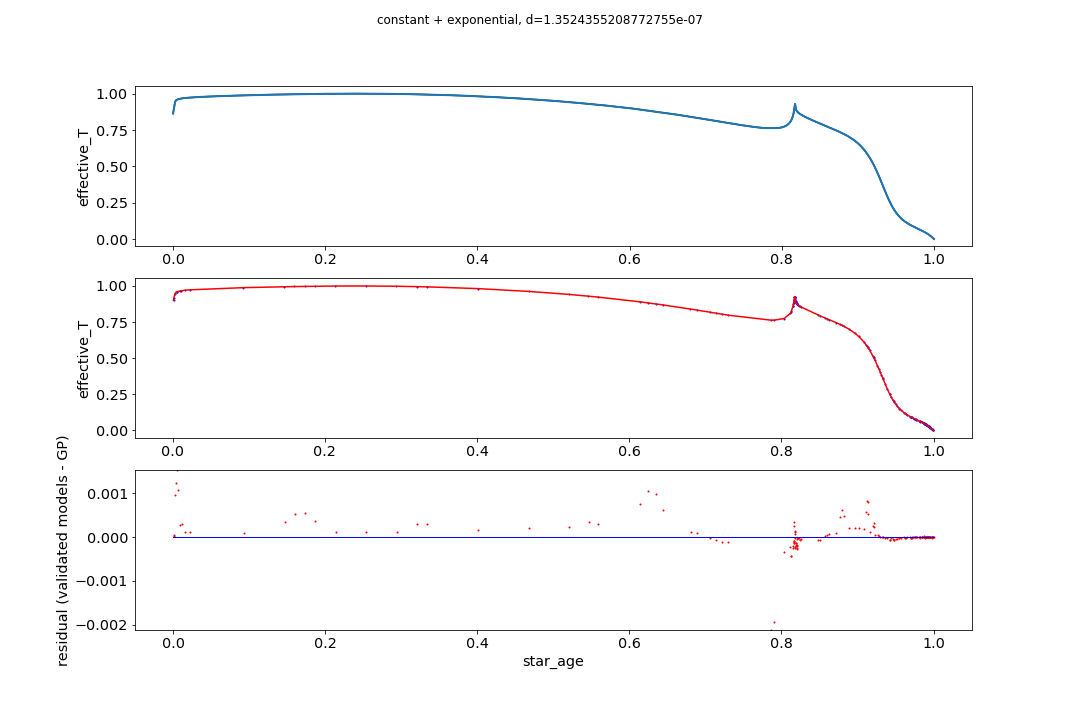 constant + exponential, d=1.3524355208772755e-07
1.00
0.75
0.50
0.25
0.00
effective_T
0.0 0.2 0.4 0.6 0.8 1.0
1.00
0.75
0.50
0.25
0.00
effective_T
0.0 0.2 0.4 0.6 0.8 1.0
0.001
0.000
−0.001
−0.002
residual (validated models - GP)
0.0 0.2 0.4 0.6 0.8 1.0
star_age